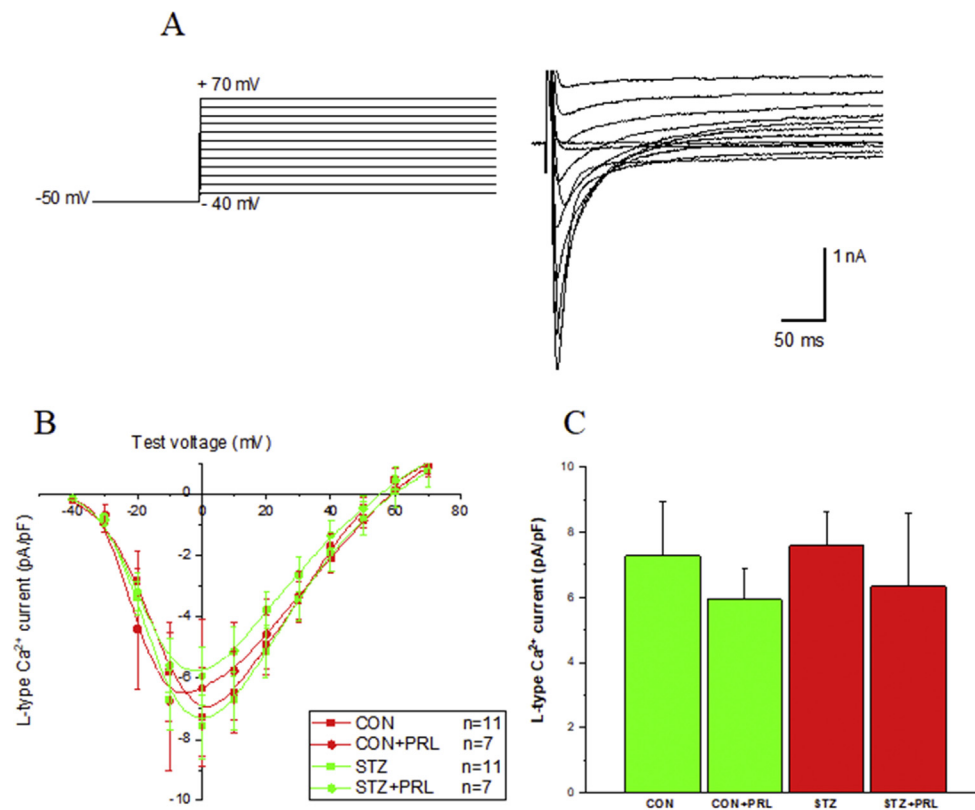 A
+ 70 mV
-50 mV
- 40 mV
1 nA
50 ms
B
Test voltage (mV)
-40 -20 0 20 40 60 80
-2
-4
-6
-8
-10
L-type Ca²⁺ current (pA/pF)
CON n=11
CON+PRL n=7
STZ n=11
STZ+PRL n=7
C
10
8
6
4
2
0
L-type Ca²⁺ current (pA/pF)
CON CON+PRL STZ STZ+PRL